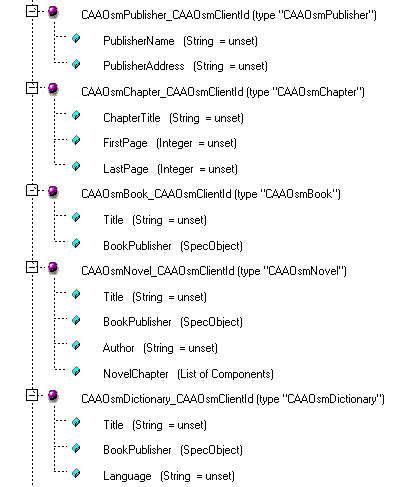 CAAOsmPublisher_CAAOsmClientId (type "CAAOsmPublisher")
PublisherName (String = unset)
PublisherAddress (String = unset)
CAAOsmChapter_CAAOsmClientId (type "CAAOsmChapter")
ChapterTitle (String = unset)
FirstPage (Integer = unset)
LastPage (Integer = unset)
CAAOsmBook_CAAOsmClientId (type "CAAOsmBook")
Title (String = unset)
BookPublisher (SpecObject)
CAAOsmNovel_CAAOsmClientId (type "CAAOsmNovel")
Title (String = unset)
BookPublisher (SpecObject)
Author (String = unset)
NovelChapter (List of Components)
CAAOsmDictionary_CAAOsmClientId (type "CAAOsmDictionary")
Title (String = unset)
BookPublisher (SpecObject)
Language (String = unset)